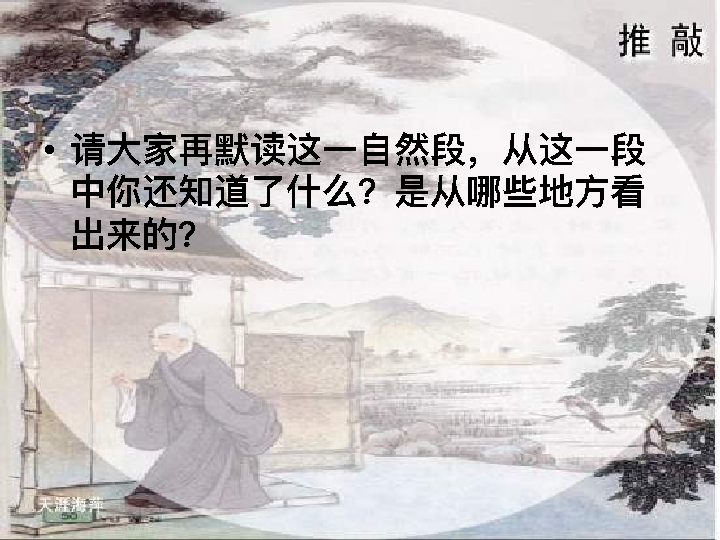 推 敲
• 请大家再默读这一自然段，从这一段
中你还知道了什么？是从哪些地方看
出来的？
天涯海萍